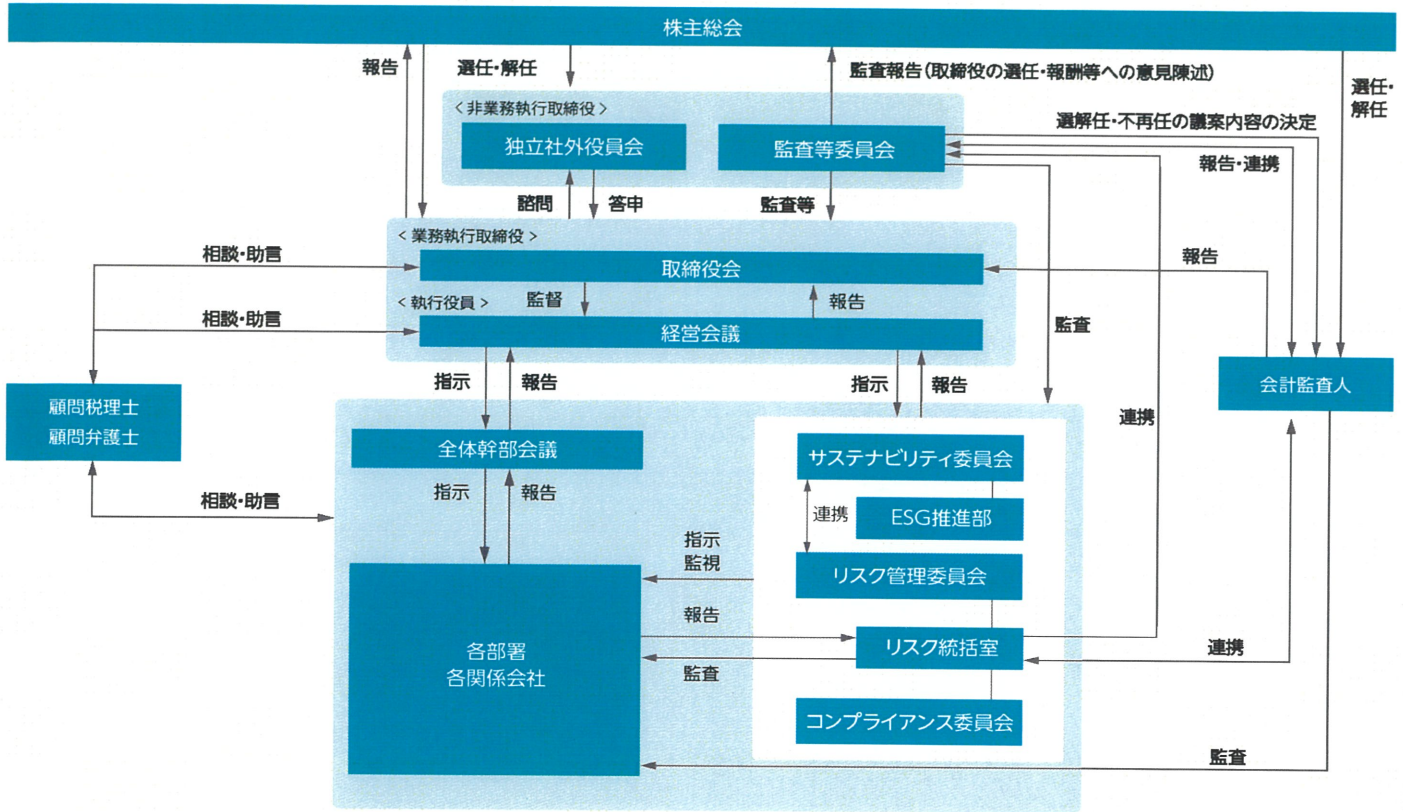 株主総会
報告
選任・解任
監査報告(取締役の選任・報酬等への意見陳述)
選任・
解任
<非業務執行取締役>
独立社外役員会
監査等委員会
選解任・不再任の議案内容の決定
報告・連携
諮問
答申
監査等
<業務執行取締役>
相談・助言
取締役会
報告
<執行役員>
監督
報告
相談・助言
経営会議
監査
指示
報告
指示
報告
会計監査人
顧問税理士
顧問弁護士
連携
全体幹部会議
サステナビリティ委員会
指示
報告
相談・助言
連携
ESG推進部
指示
監視
リスク管理委員会
報告
各部署
各関係会社
リスク統括室
連携
監査
コンプライアンス委員会
監査